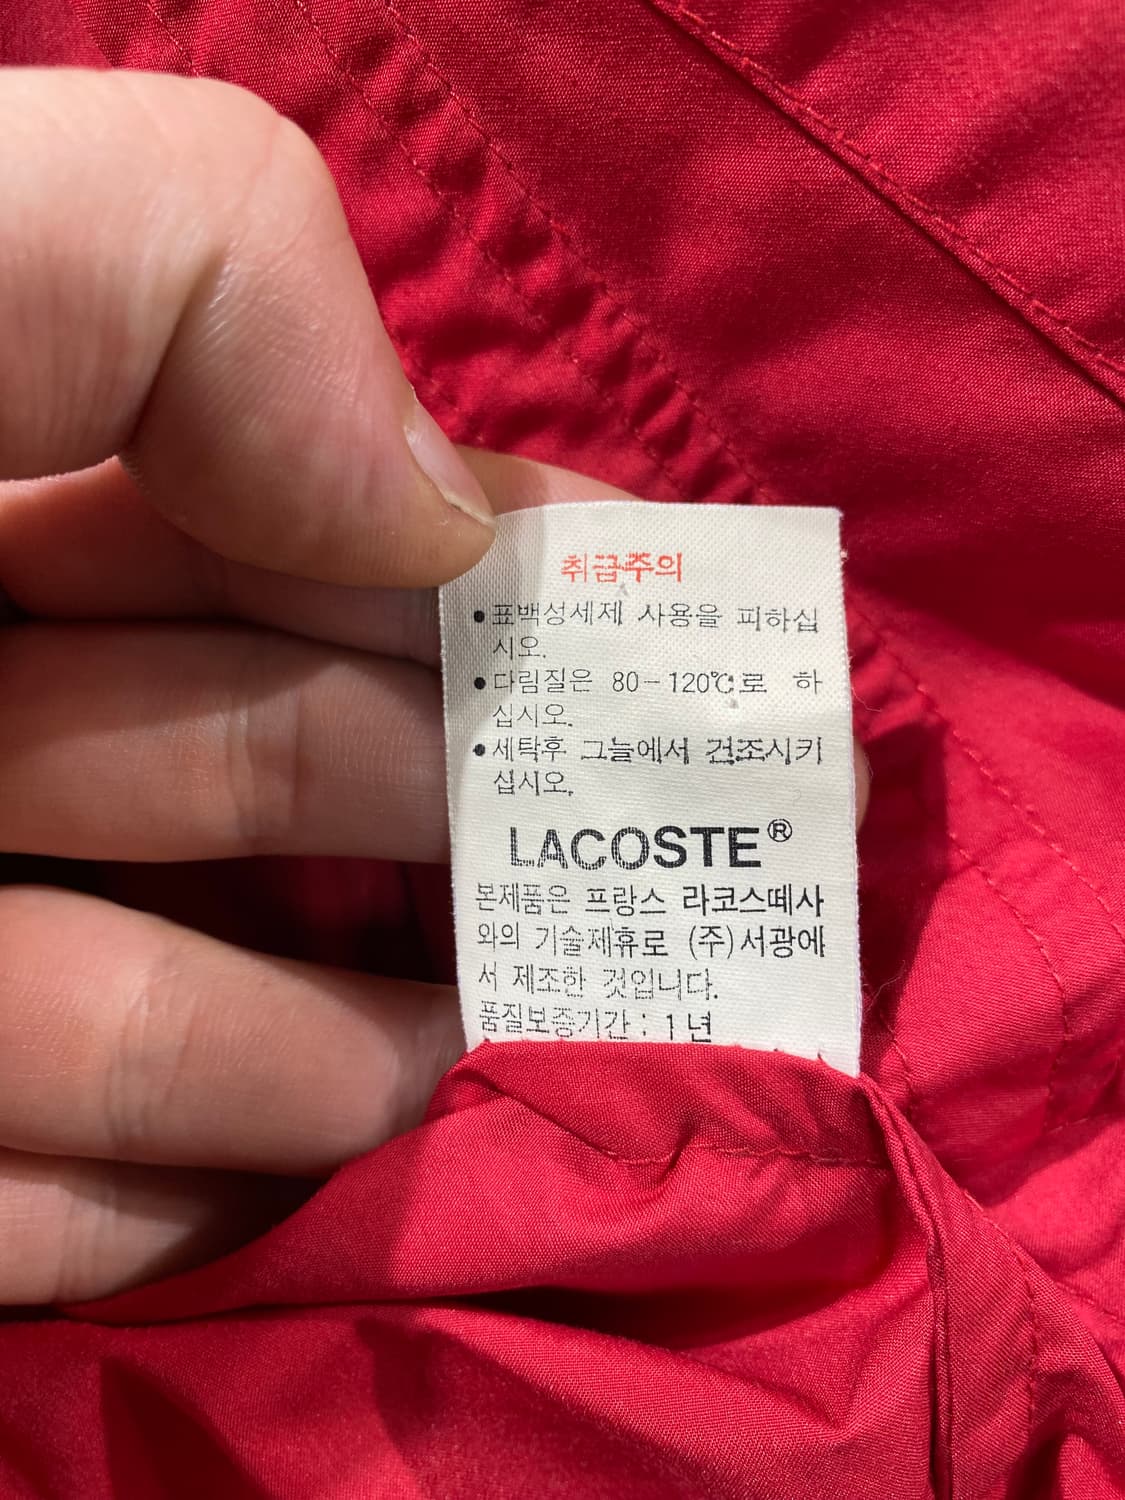 취급주의
• 표백성세제 사용을 피하십
시오.
• 다림질은 80-120℃로 하
십시오.
• 세탁후 그늘에서 건조시키
십시오.
LACOSTE®
본제품은 프랑스 라코스떼사
와의 기술제휴로 (주)서광에
서 제조한 것입니다.
품질보증기간 : 1년